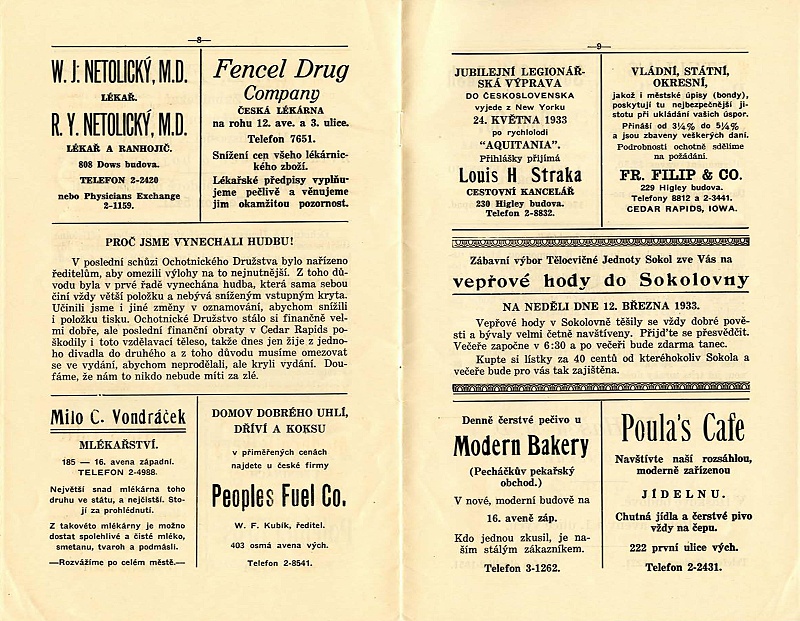 —8—
W. J. NETOLICKÝ, M.D.
LÉKAŘ.
R. Y. NETOLICKÝ, M.D.
LÉKAŘ A RANHOJIČ.
808 Dows budova.
TELEFON 2-2420
nebo Physicians Exchange
2-1159.
Fencel Drug
Company
ČESKÁ LÉKÁRNA
na rohu 12. ave. a 3. ulice.
Telefon 7651.
Snížení cen všeho lékárnic-
kého zboží.
Lékařské předpisy vyplňu-
jeme pečlivě a věnujeme
jim okamžitou pozornost.
PROČ JSME VYNECHALI HUDBU!
V poslední schůzi Ochotnického Družstva bylo nařízeno
ředitelům, aby omezili výlohy na to nejnutnější. Z toho dů-
vodu byla v prvé řadě vynechána hudba, která sama sebou
činí vždy větší položku a nebývá sníženým vstupným kryta.
Učinili jsme i jiné změny v oznamování, abychom snížili
i položku tisku. Ochotnické Družstvo stálo si finančně vel-
mi dobře, ale poslední finanční obraty v Cedar Rapids po-
škodily i toto vzdělavací těleso, takže dnes jen žije z jedno-
ho divadla do druhého a z toho důvodu musíme omezovat
se ve vydání, abychom neprodělali, ale kryli vydání. Dou-
fáme, že nám to nikdo nebude míti za zlé.
Milo C. Vondráček
MLÉKAŘSTVÍ.
185 — 16. avena západní.
TELEFON 2-4988.
Největší snad mlékárna toho
druhu ve státu, a nejčistší. Sto-
jí za prohlédnutí.
Z takovéto mlékárny je možno
dostat spolehlivé a čisté mléko,
smetanu, tvaroh a podmásli.
—Rozvážíme po celém městě.—
DOMOV DOBRÉHO UHLÍ,
DŘÍVÍ A KOKSU
v přiměřených cenách
najdete u české firmy
Peoples Fuel Co.
W. F. Kubík, ředitel.
403 osmá avena vých.
Telefon 2-8541.
—9—
JUBILEJNÍ LEGIONÁŘ-
SKÁ VÝPRAVA
DO ČESKOSLOVENSKA
vyjede z New Yorku
24. KVĚTNA 1933
po rychlolodi
"AQUITANIA".
Přihlášky přijímá
Louis H Straka
CESTOVNÍ KANCELÁŘ
230 Higley budova.
Telefon 2-8832.
VLÁDNÍ, STÁTNÍ,
OKRESNÍ,
jakož i městské úpisy (bondy),
poskytují tu nejbezpečnější ji-
stotu při ukládání vašich úspor.
Přináší od 3¼% do 5¼%
a jsou zbaveny veškerých daní.
Podrobnosti ochotně sdělíme
na požádání.
FR. FILIP & CO.
229 Higley budova.
Telefony 8812 a 2-3441.
CEDAR RAPIDS, IOWA.
Zábavní výbor Tělocvičné Jednoty Sokol zve Vás na
vepřové hody do Sokolovny
NA NEDĚLI DNE 12. BŘEZNA 1933.
Vepřové hody v Sokolovně těšily se vždy dobré pově-
sti a bývaly velmi četně navštíveny. Přijďte se přesvědčit.
Večeře započne v 6:30 a po večeři bude zdarma tanec.
Kupte si lístky za 40 centů od kteréhokoliv Sokola a
večeře bude pro vás tak zajištěna.
Denně čerstvé pečivo u
Modern Bakery
(Pecháčkův pekařský
obchod.)
V nové, moderní budově na
16. aveně záp.
Kdo jednou zkusil, je na-
ším stálým zákazníkem.
Telefon 3-1262.
Poula's Cafe
Navštivte naší rozsáhlou,
moderně zařízenou
JÍDELNU.
Chutná jídla a čerstvé pivo
vždy na čepu.
222 první ulice vých.
Telefon 2-2431.